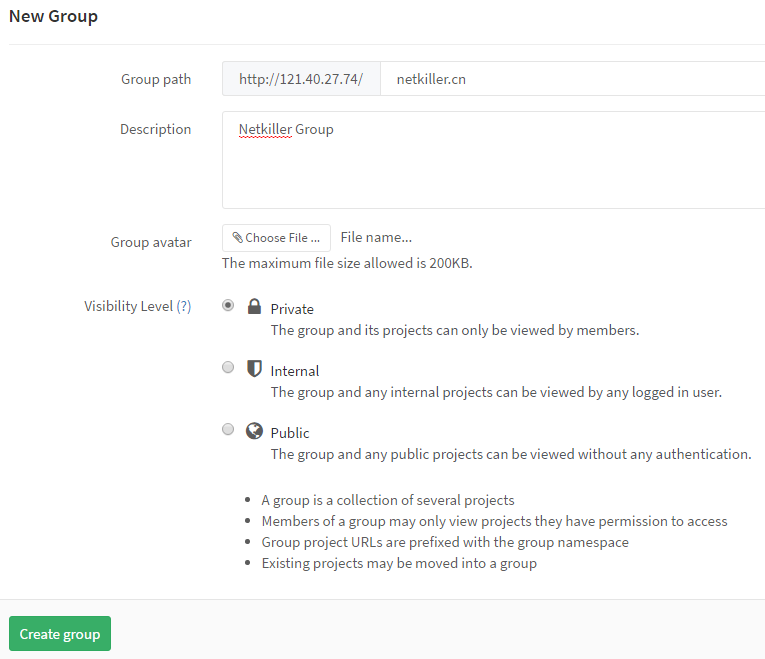 New Group
Group path http://121.40.27.74/ netkiller.cn
Description Netkiller Group
Group avatar Choose File ... File name...
The maximum file size allowed is 200KB.
Visibility Level (?) Private
The group and its projects can only be viewed by members.
Internal
The group and any internal projects can be viewed by any logged in user.
Public
The group and any public projects can be viewed without any authentication.
• A group is a collection of several projects
• Members of a group may only view projects they have permission to access
• Group project URLs are prefixed with the group namespace
• Existing projects may be moved into a group
Create group